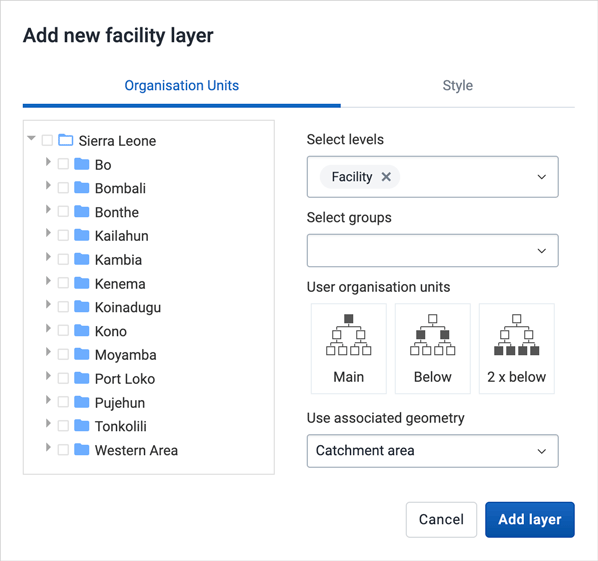 Add new facility layer
Organisation Units
Style
Sierra Leone
Bo
Bombali
Bonthe
Kailahun
Kambia
Kenema
Koinadugu
Kono
Moyamba
Port Loko
Pujehun
Tonkolili
Western Area
Select levels
Facility
Select groups
User organisation units
Main
Below
2 x below
Use associated geometry
Catchment area
Cancel
Add layer